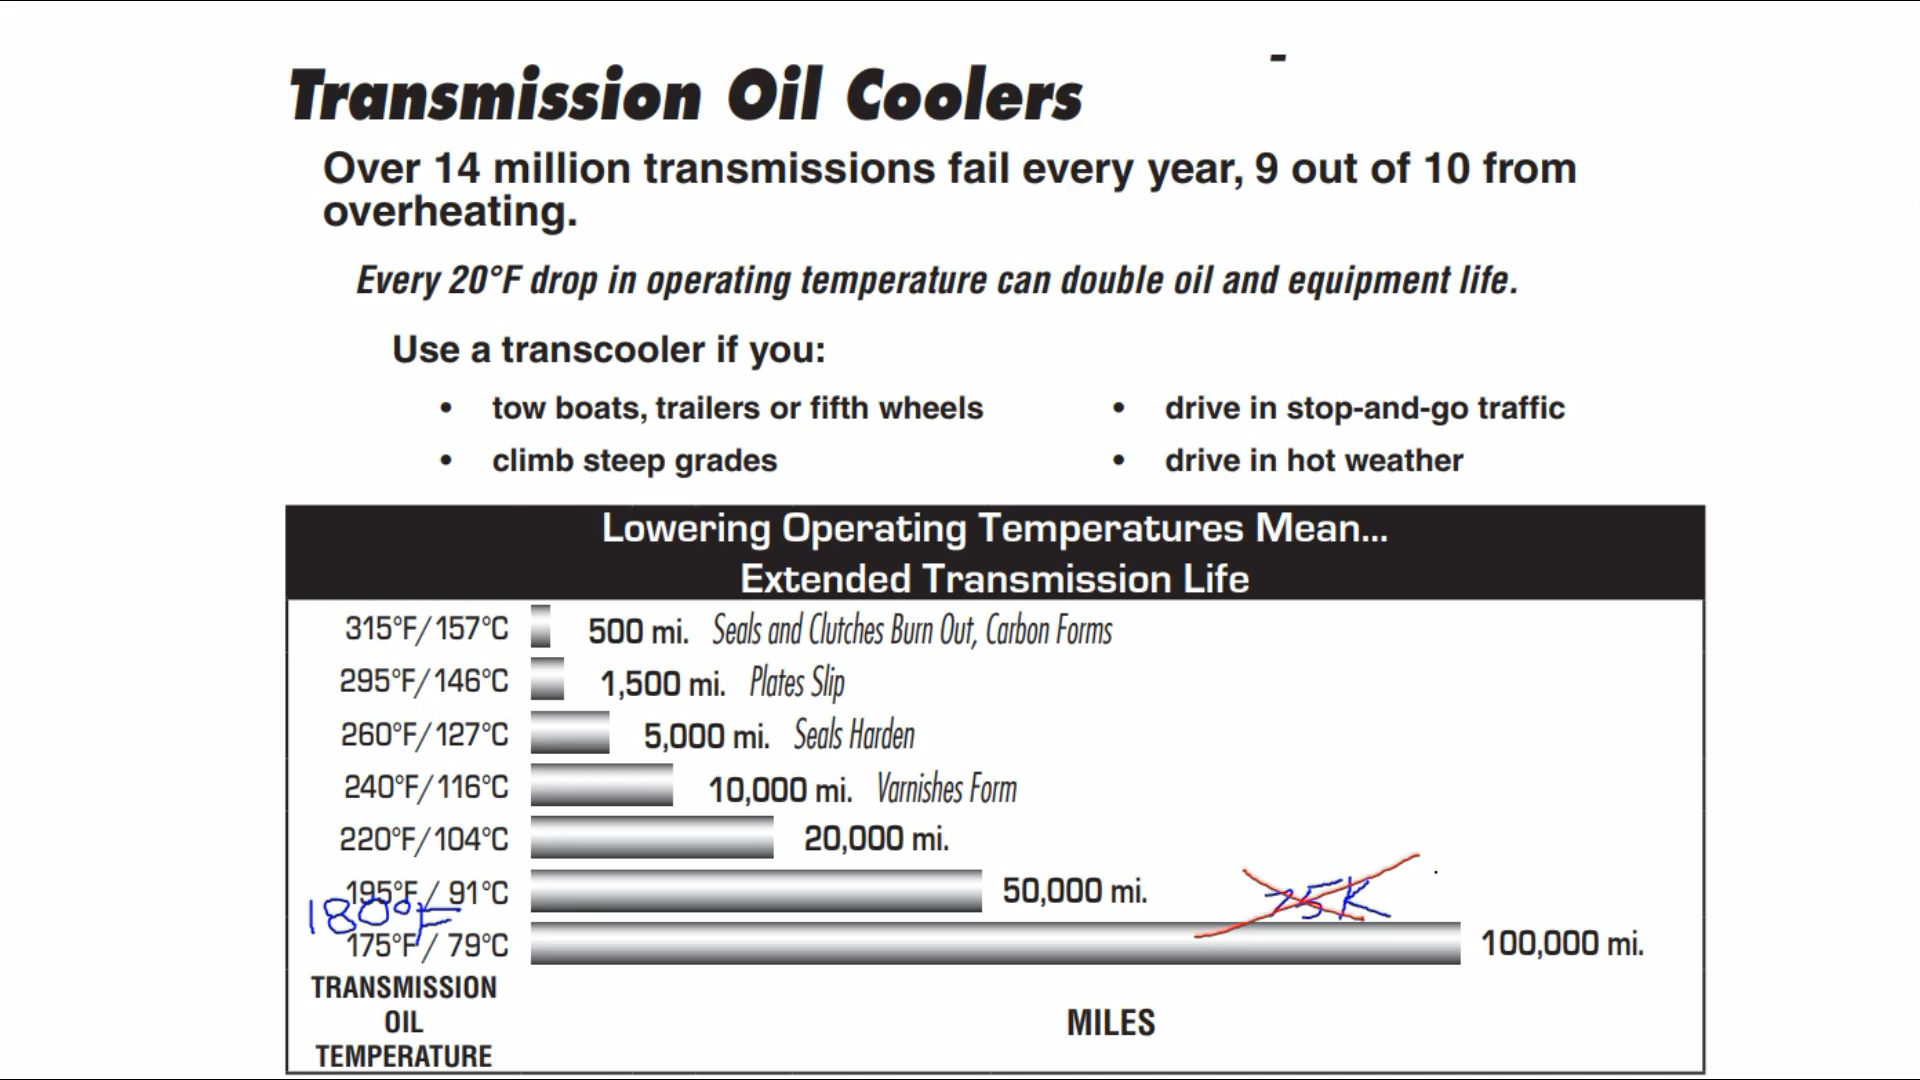 Transmission Oil Coolers
Over 14 million transmissions fail every year, 9 out of 10 from
overheating.
Every 20°F drop in operating temperature can double oil and equipment life.
Use a transcooler if you:
• tow boats, trailers or fifth wheels
• climb steep grades
• drive in stop-and-go traffic
• drive in hot weather
Lowering Operating Temperatures Mean...
Extended Transmission Life
315°F/157°C 500 mi. Seals and Clutches Burn Out, Carbon Forms
295°F/146°C 1,500 mi. Plates Slip
260°F/127°C 5,000 mi. Seals Harden
240°F/116°C 10,000 mi. Varnishes Form
220°F/104°C 20,000 mi.
195°F/ 91°C 50,000 mi. 75K
180°F
175°F/ 79°C 100,000 mi.
TRANSMISSION
OIL
TEMPERATURE
MILES